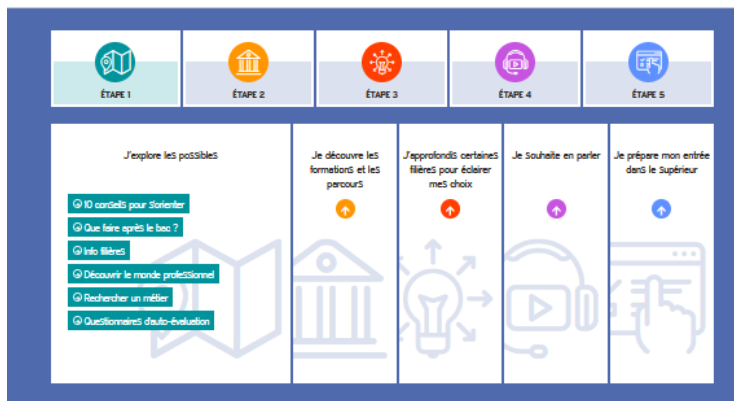 ÉTAPE 1
ÉTAPE 2
ÉTAPE 3
ÉTAPE 4
ÉTAPE 5
J'explore les possibles
10 conseils pour s'orienter
Que faire après le bac ?
Info filières
Découvrir le monde professionnel
Rechercher un métier
Questionnaires d'auto-évaluation
Je découvre les
formations et les
parcours
J'approfondis certaines
filières pour éclairer
mes choix
Je souhaite en parler
Je prépare mon entrée
dans le supérieur